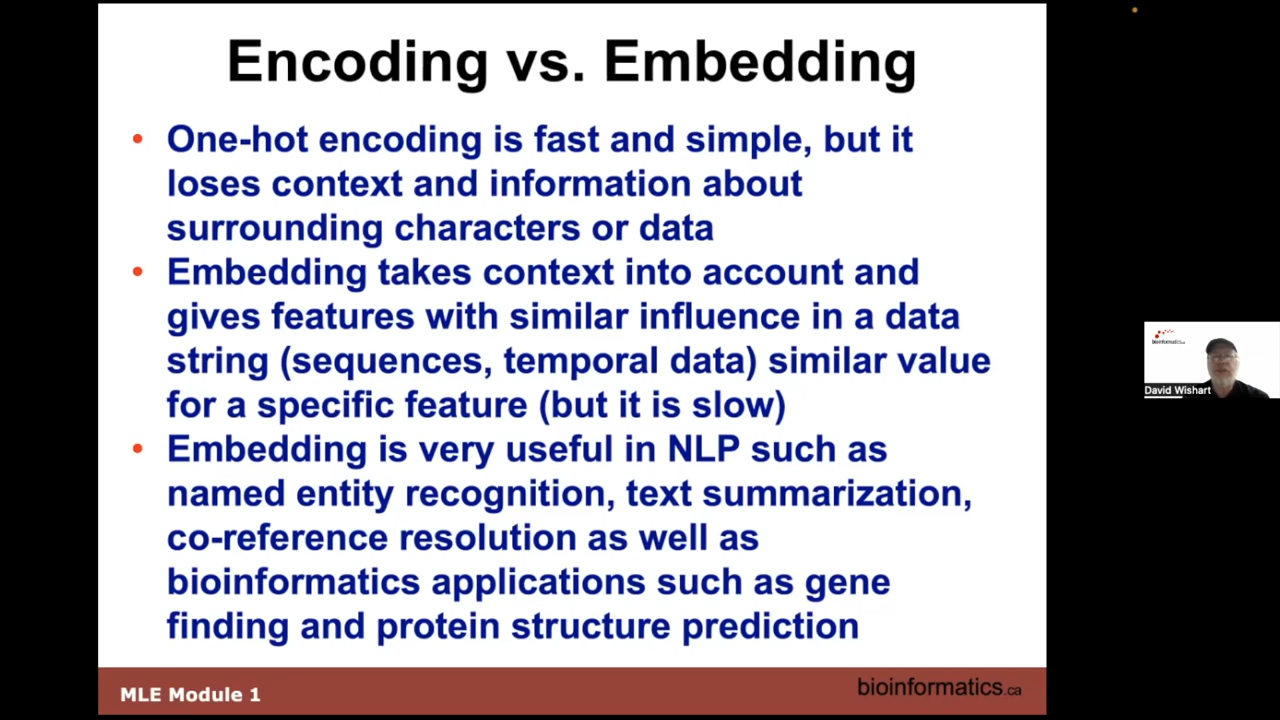 Encoding vs. Embedding
• One-hot encoding is fast and simple, but it
loses context and information about
surrounding characters or data
• Embedding takes context into account and
gives features with similar influence in a data
string (sequences, temporal data) similar value
for a specific feature (but it is slow)
• Embedding is very useful in NLP such as
named entity recognition, text summarization,
co-reference resolution as well as
bioinformatics applications such as gene
finding and protein structure prediction
MLE Module 1
bioinformatics.ca
bioinformatics.ca
David Wishart